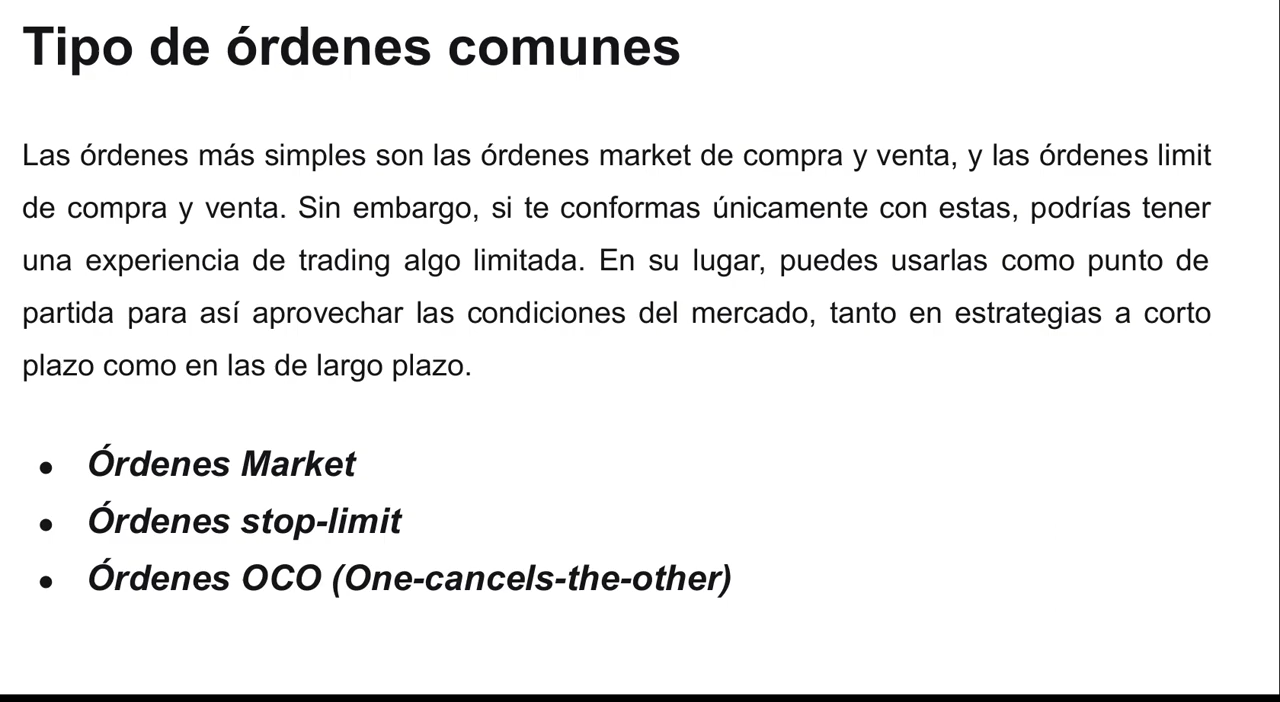 Tipo de órdenes comunes
Las órdenes más simples son las órdenes market de compra y venta, y las órdenes limit
de compra y venta. Sin embargo, si te conformas únicamente con estas, podrías tener
una experiencia de trading algo limitada. En su lugar, puedes usarlas como punto de
partida para así aprovechar las condiciones del mercado, tanto en estrategias a corto
plazo como en las de largo plazo.
● Órdenes Market
● Órdenes stop-limit
● Órdenes OCO (One-cancels-the-other)